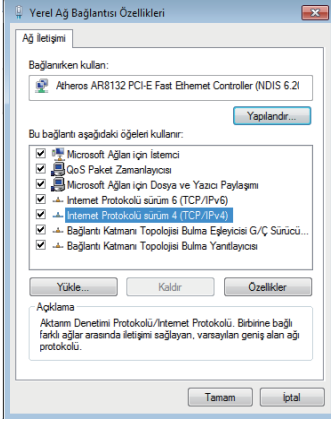 Yerel Ağ Bağlantısı Özellikleri
Ağ İletişimi
Bağlanırken kullan:
Atheros AR8132 PCI-E Fast Ethernet Controller (NDIS 6.20
Yapılandır...
Bu bağlantı aşağıdaki öğeleri kullanır:
Microsoft Ağları için İstemci
QoS Paket Zamanlayıcısı
Microsoft Ağları için Dosya ve Yazıcı Paylaşımı
Internet Protokolü sürüm 6 (TCP/IPv6)
Internet Protokolü sürüm 4 (TCP/IPv4)
Bağlantı Katmanı Topolojisi Bulma Eşleyicisi G/Ç Sürücü...
Bağlantı Katmanı Topolojisi Bulma Yanıtlayıcısı
Yükle...
Kaldır
Özellikler
Açıklama
Aktarım Denetimi Protokolü/Internet Protokolü. Birbirine bağlı
farklı ağlar arasında iletişimi sağlayan, varsayılan geniş alan ağı
protokolü.
Tamam
İptal